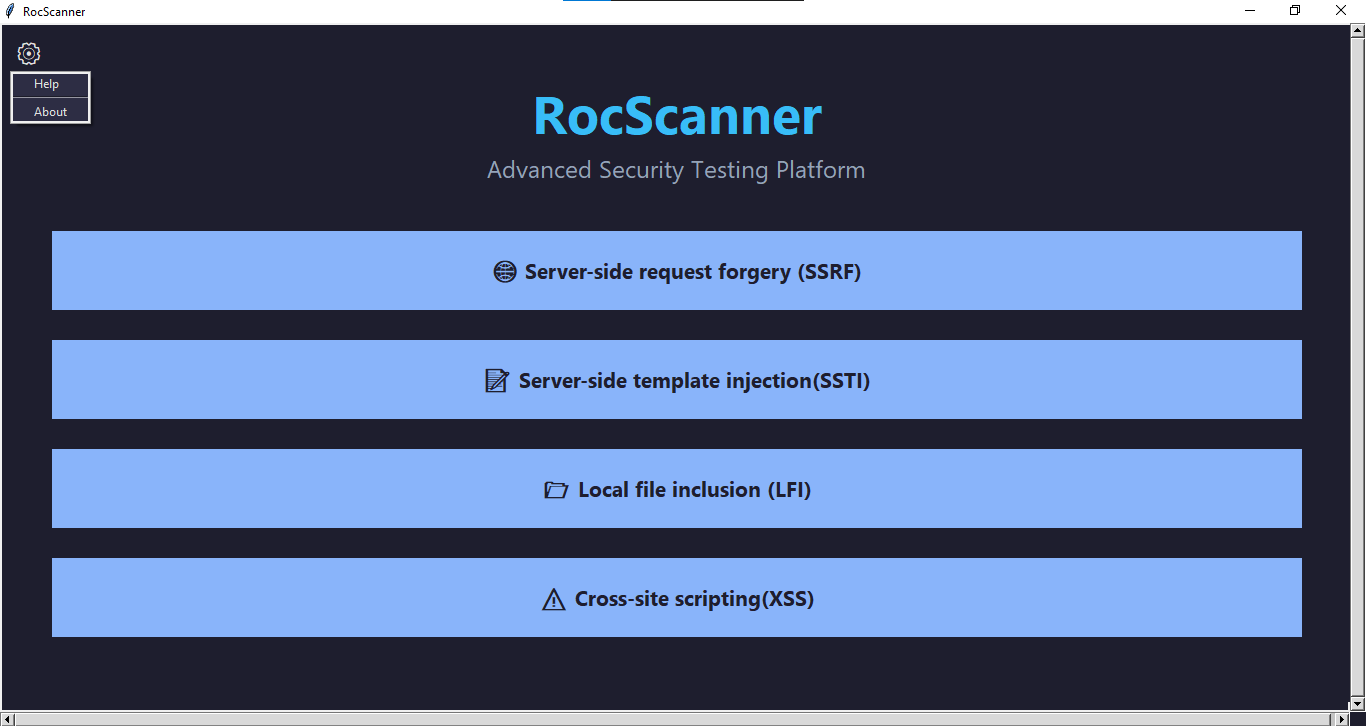 RocScanner
Help
About
RocScanner
Advanced Security Testing Platform
Server-side request forgery (SSRF)
Server-side template injection(SSTI)
Local file inclusion (LFI)
Cross-site scripting(XSS)